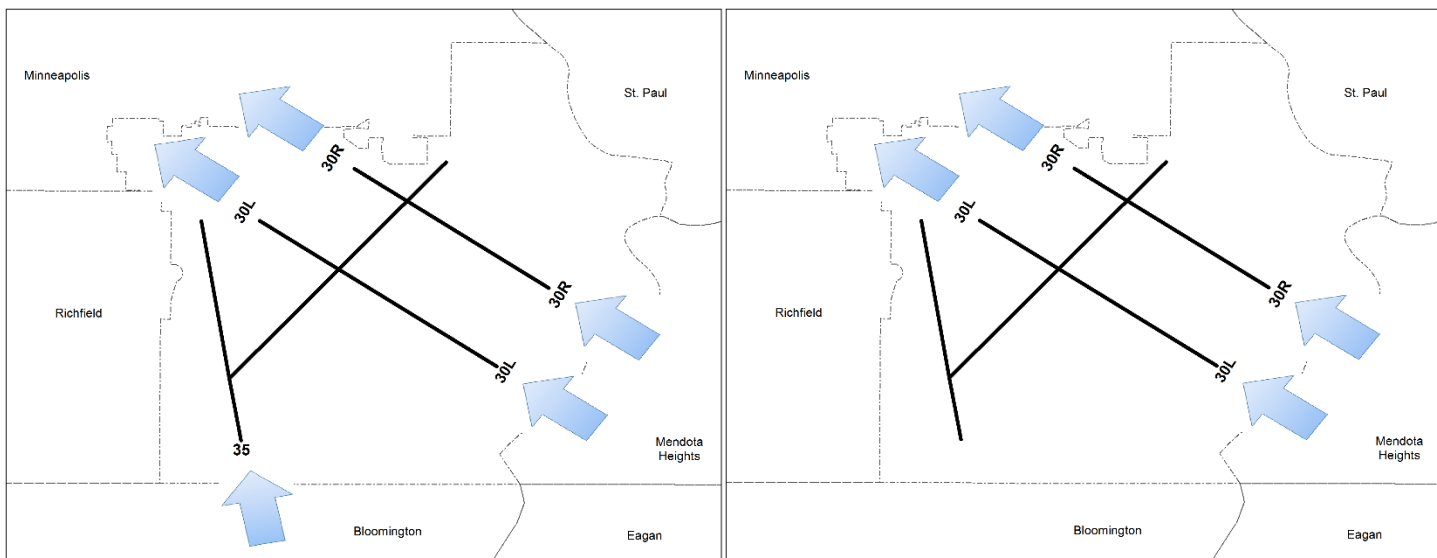 Minneapolis
St. Paul
30R
30L
Richfield
30R
30L
35
Mendota
Heights
Bloomington
Eagan
Minneapolis
St. Paul
30R
30L
Richfield
30R
30L
Mendota
Heights
Bloomington
Eagan